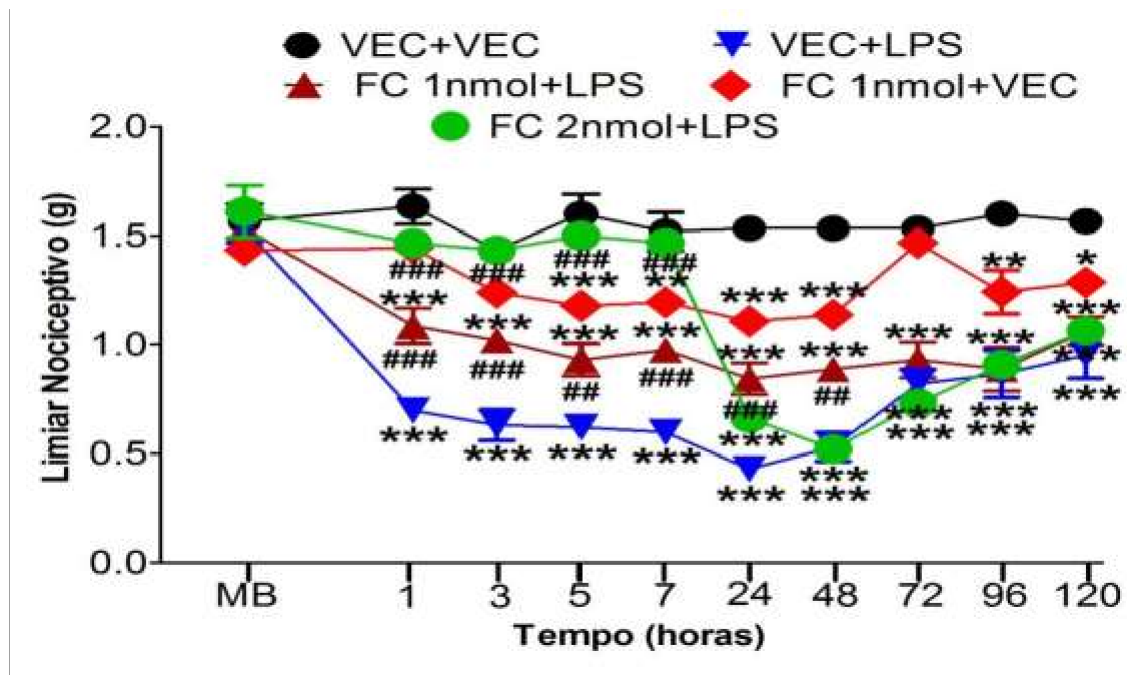 VEC+VEC
VEC+LPS
FC 1nmol+LPS
FC 1nmol+VEC
FC 2nmol+LPS
Limiar Nociceptivo (g)
2.0
1.5
1.0
0.5
0.0
### ### ### ###
*** *** ** *** *** ** *
*** *** *** *** *** *** *** ***
### ### ## ### ### ## ***
*** *** *** *** *** *** *** *** ***
*** *** *** ***
MB 1 3 5 7 24 48 72 96 120
Tempo (horas)